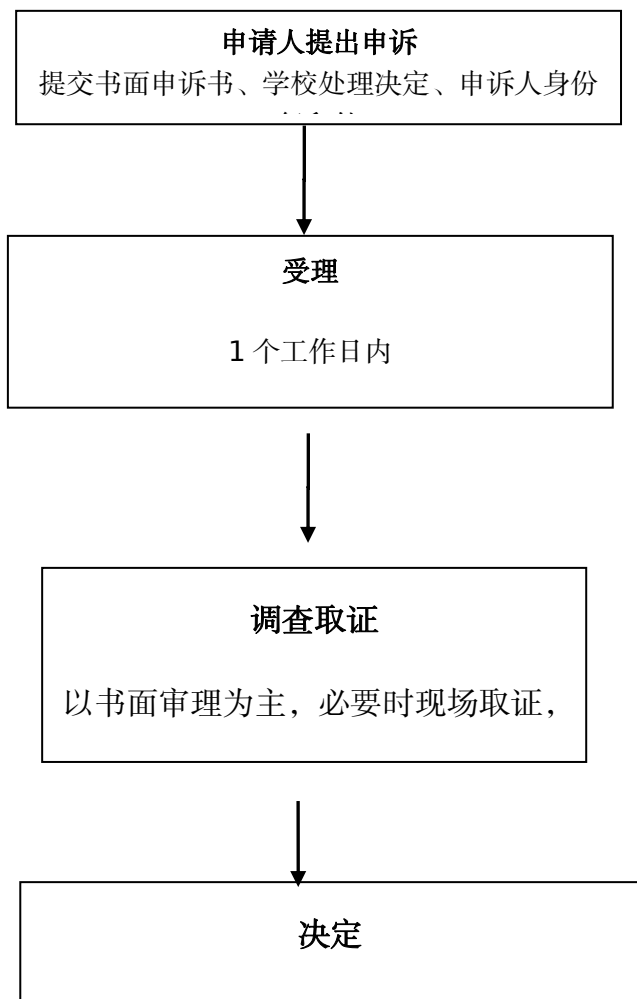 申请人提出申诉
提交书面申诉书、学校处理决定、申诉人身份
受理
1 个工作日内
调查取证
以书面审理为主，必要时现场取证，
决定